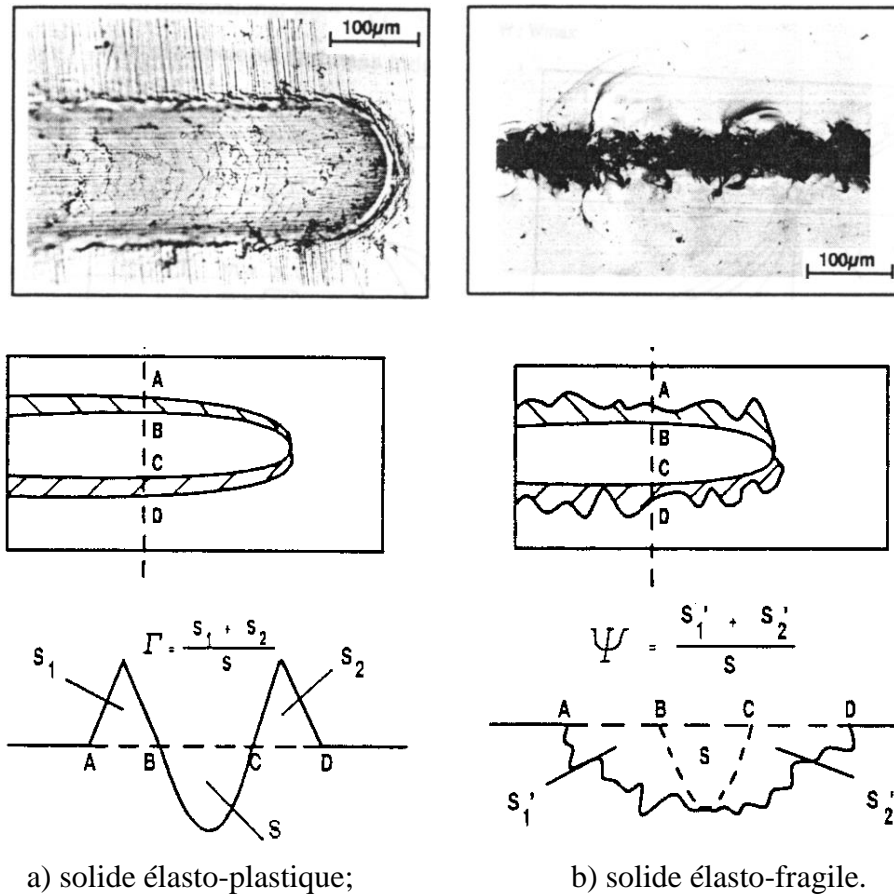 100µm
100µm
A
B
C
D
A
B
C
D
S₁
Γ = S₁ + S₂ / S
S₂
A B C D
S
Ψ = S₁' + S₂' / S
A B C D
S
S₁'
S₂'
a) solide élasto-plastique;
b) solide élasto-fragile.